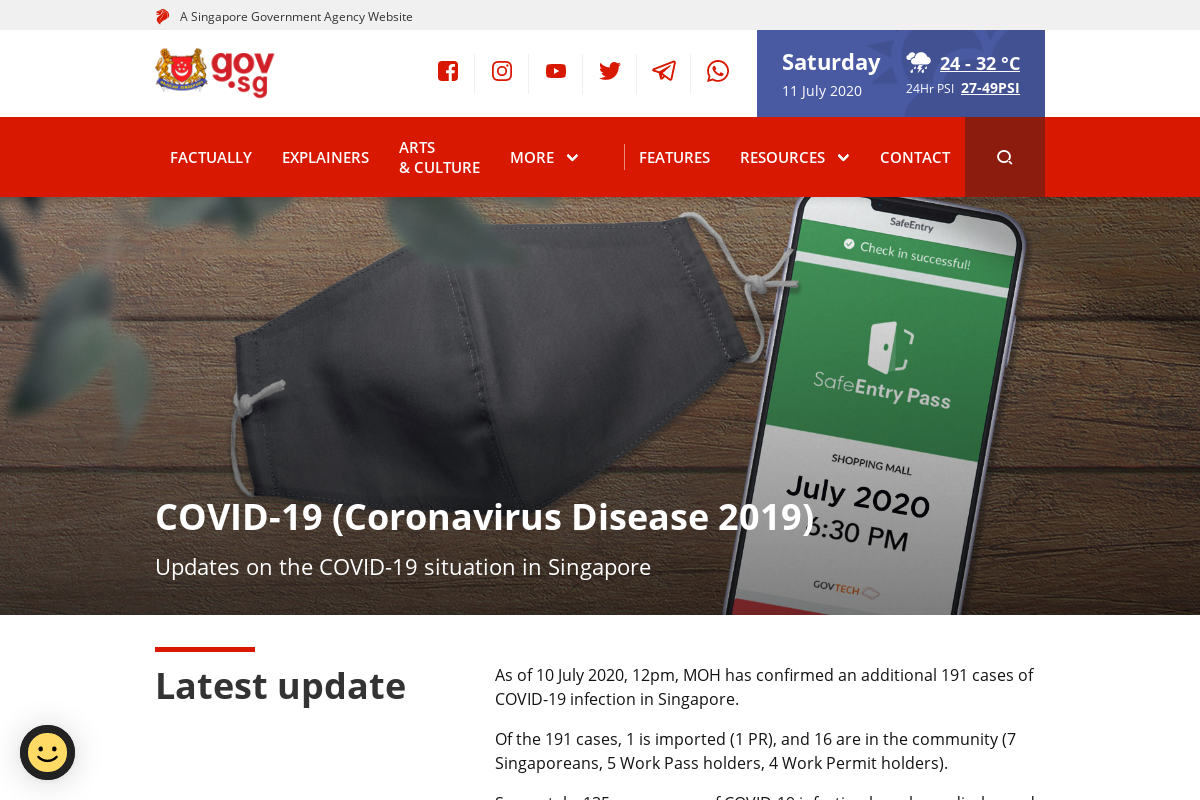 A Singapore Government Agency Website
gov
.sg
Saturday
11 July 2020
24 - 32 °C
24Hr PSI 27-49PSI
FACTUALLY
EXPLAINERS
ARTS
& CULTURE
MORE
FEATURES
RESOURCES
CONTACT
SafeEntry
Check in successful!
SafeEntry Pass
SHOPPING MALL
July 2020
6:30 PM
GOVTECH
COVID-19 (Coronavirus Disease 2019)
Updates on the COVID-19 situation in Singapore
Latest update
As of 10 July 2020, 12pm, MOH has confirmed an additional 191 cases of
COVID-19 infection in Singapore.
Of the 191 cases, 1 is imported (1 PR), and 16 are in the community (7
Singaporeans, 5 Work Pass holders, 4 Work Permit holders).